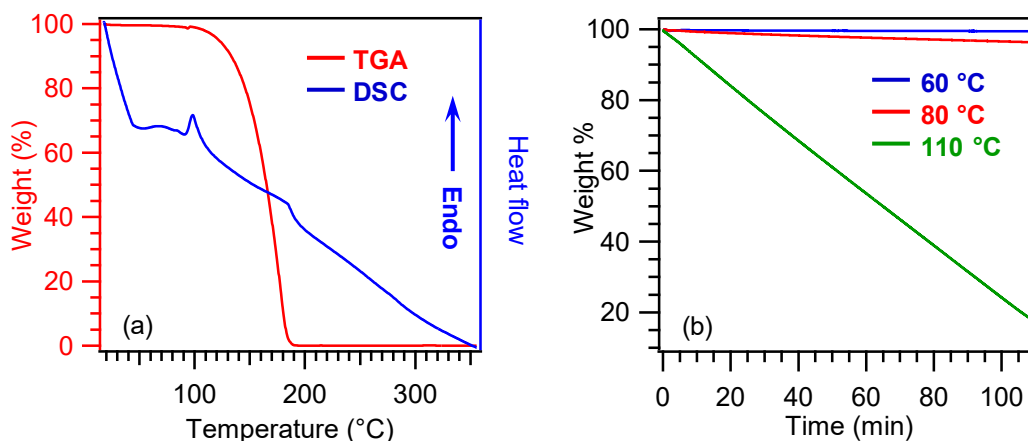 100
80
60
40
20
0
Weight (%)
TGA
DSC
Endo
Heat flow
(a)
100
200
300
Temperature (°C)
100
80
60
40
20
Weight %
60 °C
80 °C
110 °C
(b)
0
20
40
60
80
100
Time (min)